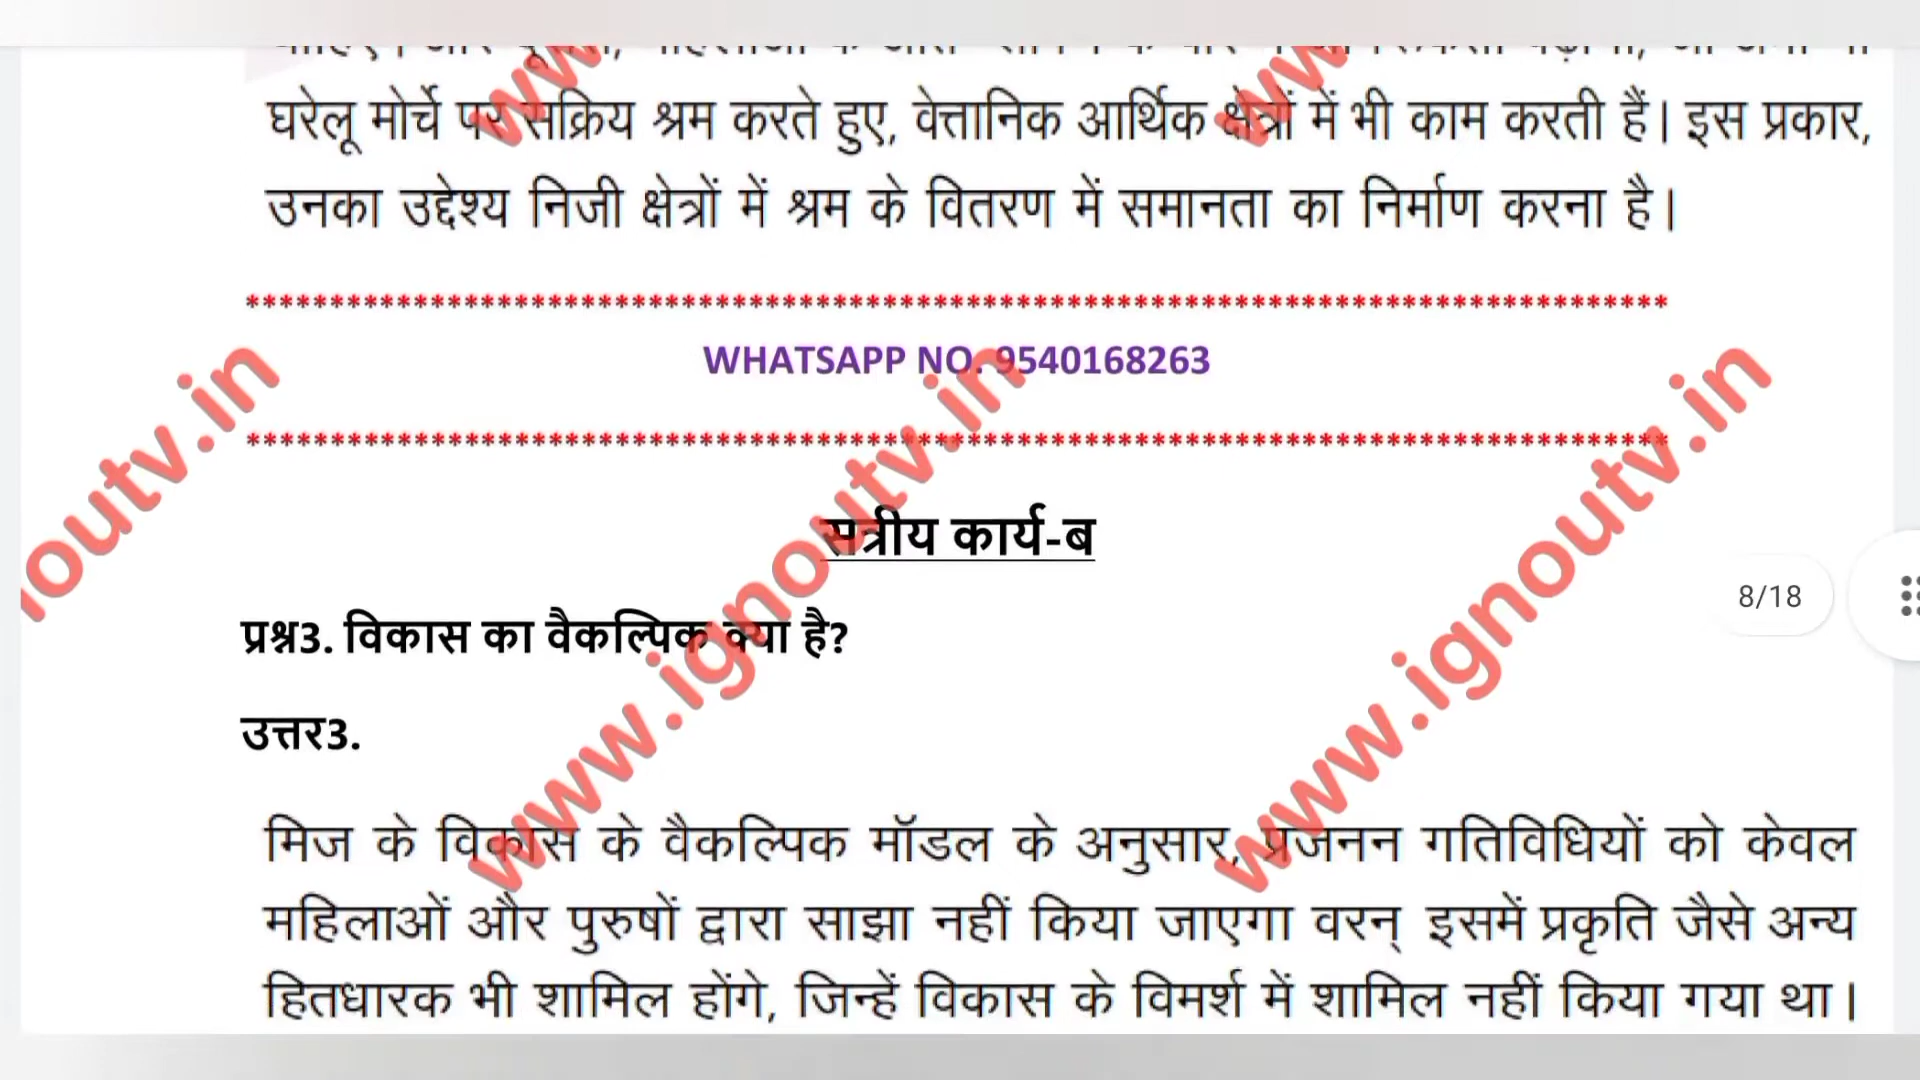 घरेलू मोर्चे पर सक्रिय श्रम करते हुए, वेत्तानिक आर्थिक क्षेत्रों में भी काम करती हैं। इस प्रकार,
उनका उद्देश्य निजी क्षेत्रों में श्रम के वितरण में समानता का निर्माण करना है।
WHATSAPP NO. 9540168263
सत्रीय कार्य-ब
प्रश्न3. विकास का वैकल्पिक क्या है?
8/18
उत्तर3.
मिज के विकास के वैकल्पिक मॉडल के अनुसार, प्रजनन गतिविधियों को केवल
महिलाओं और पुरुषों द्वारा साझा नहीं किया जाएगा वरन् इसमें प्रकृति जैसे अन्य
हितधारक भी शामिल होंगे, जिन्हें विकास के विमर्श में शामिल नहीं किया गया था।
www.ignoutv.in
www.ignoutv.in
outv.in